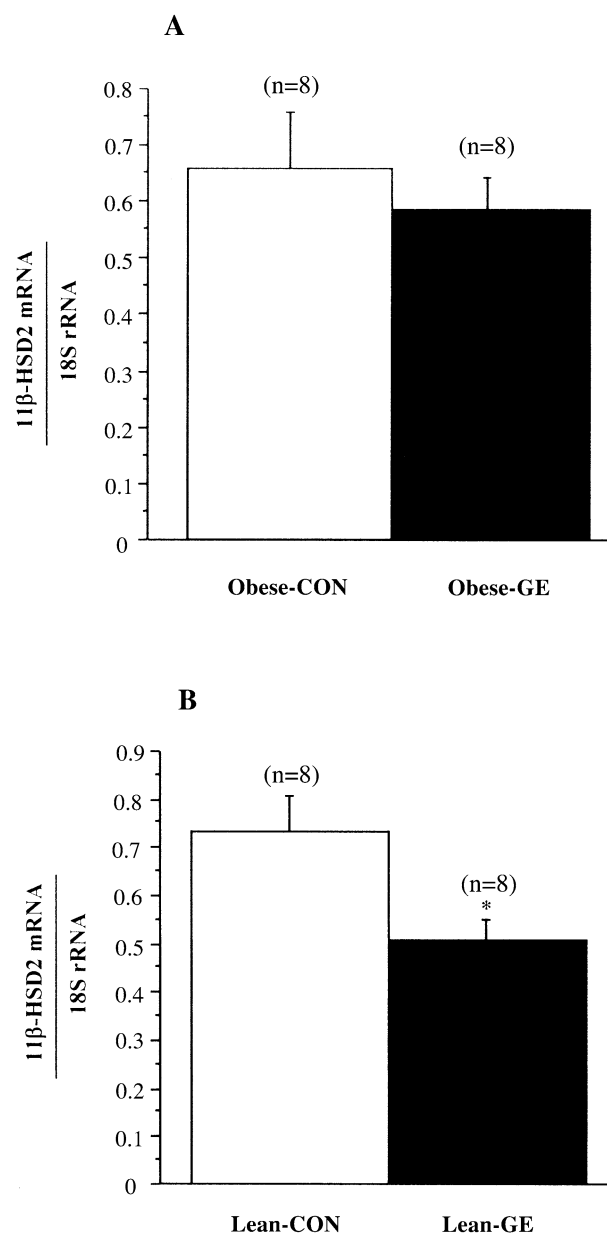 A
(n=8)
(n=8)
0.8
0.7
0.6
0.5
0.4
0.3
0.2
0.1
0
11β-HSD2 mRNA
18S rRNA
Obese-CON
Obese-GE
B
(n=8)
(n=8)
*
0.9
0.8
0.7
0.6
0.5
0.4
0.3
0.2
0.1
0
11β-HSD2 mRNA
18S rRNA
Lean-CON
Lean-GE